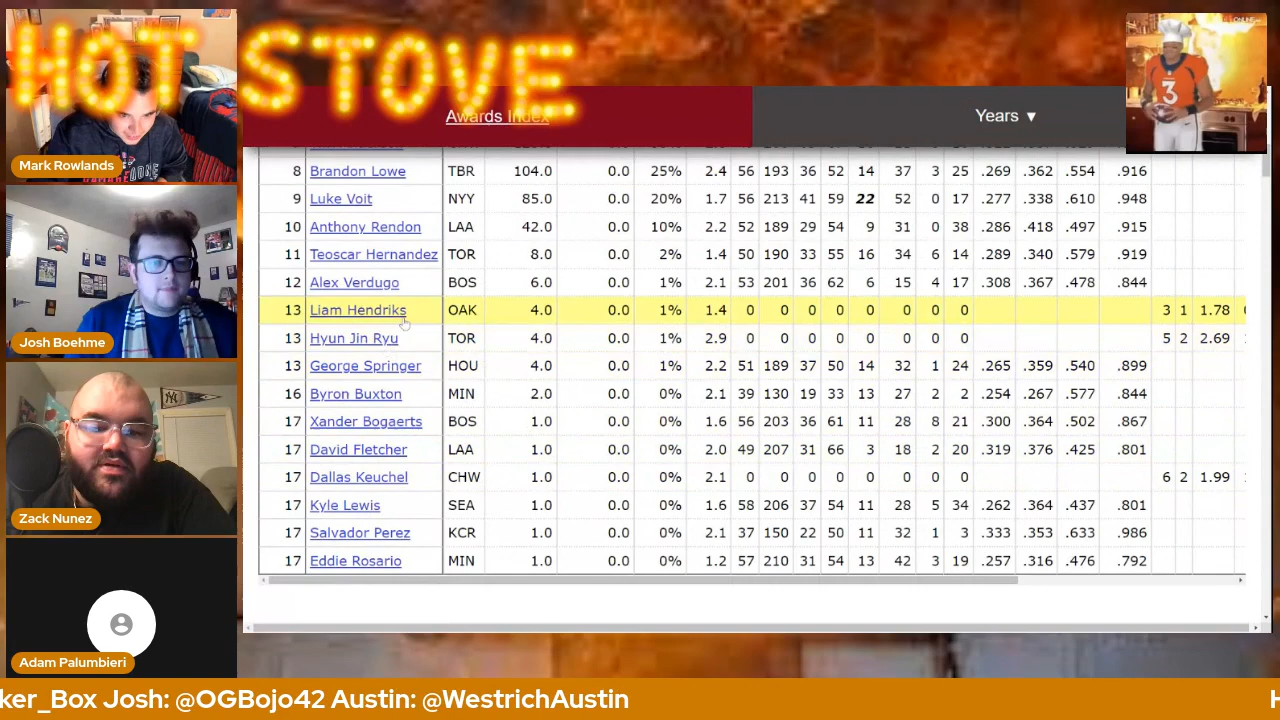 HOT STOVE
Mark Rowlands
Josh Boehme
Zack Nunez
Adam Palumbieri
Awards Index
Years ▼
8 Brandon Lowe TBR 104.0 0.0 25% 2.4 56 193 36 52 14 37 3 25 .269 .362 .554 .916
9 Luke Voit NYY 85.0 0.0 20% 1.7 56 213 41 59 22 52 0 17 .277 .338 .610 .948
10 Anthony Rendon LAA 42.0 0.0 10% 2.2 52 189 29 54 9 31 0 38 .286 .418 .497 .915
11 Teoscar Hernandez TOR 8.0 0.0 2% 1.4 50 190 33 55 16 34 6 14 .289 .340 .579 .919
12 Alex Verdugo BOS 6.0 0.0 1% 2.1 53 201 36 62 6 15 4 17 .308 .367 .478 .844
13 Liam Hendriks OAK 4.0 0.0 1% 1.4 0 0 0 0 0 0 0 0 3 1 1.78
13 Hyun Jin Ryu TOR 4.0 0.0 1% 2.9 0 0 0 0 0 0 0 0 5 2 2.69
13 George Springer HOU 4.0 0.0 1% 2.2 51 189 37 50 14 32 1 24 .265 .359 .540 .899
16 Byron Buxton MIN 2.0 0.0 0% 2.1 39 130 19 33 13 27 2 2 .254 .267 .577 .844
17 Xander Bogaerts BOS 1.0 0.0 0% 1.6 56 203 36 61 11 28 8 21 .300 .364 .502 .867
17 David Fletcher LAA 1.0 0.0 0% 2.0 49 207 31 66 3 18 2 20 .319 .376 .425 .801
17 Dallas Keuchel CHW 1.0 0.0 0% 2.1 0 0 0 0 0 0 0 0 6 2 1.99
17 Kyle Lewis SEA 1.0 0.0 0% 1.6 58 206 37 54 11 28 5 34 .262 .364 .437 .801
17 Salvador Perez KCR 1.0 0.0 0% 2.1 37 150 22 50 11 32 1 3 .333 .353 .633 .986
17 Eddie Rosario MIN 1.0 0.0 0% 2.1 57 210 31 54 13 42 3 19 .257 .316 .476 .792
3
ker_Box Josh: @OGBojo42 Austin: @WestrichAustin H